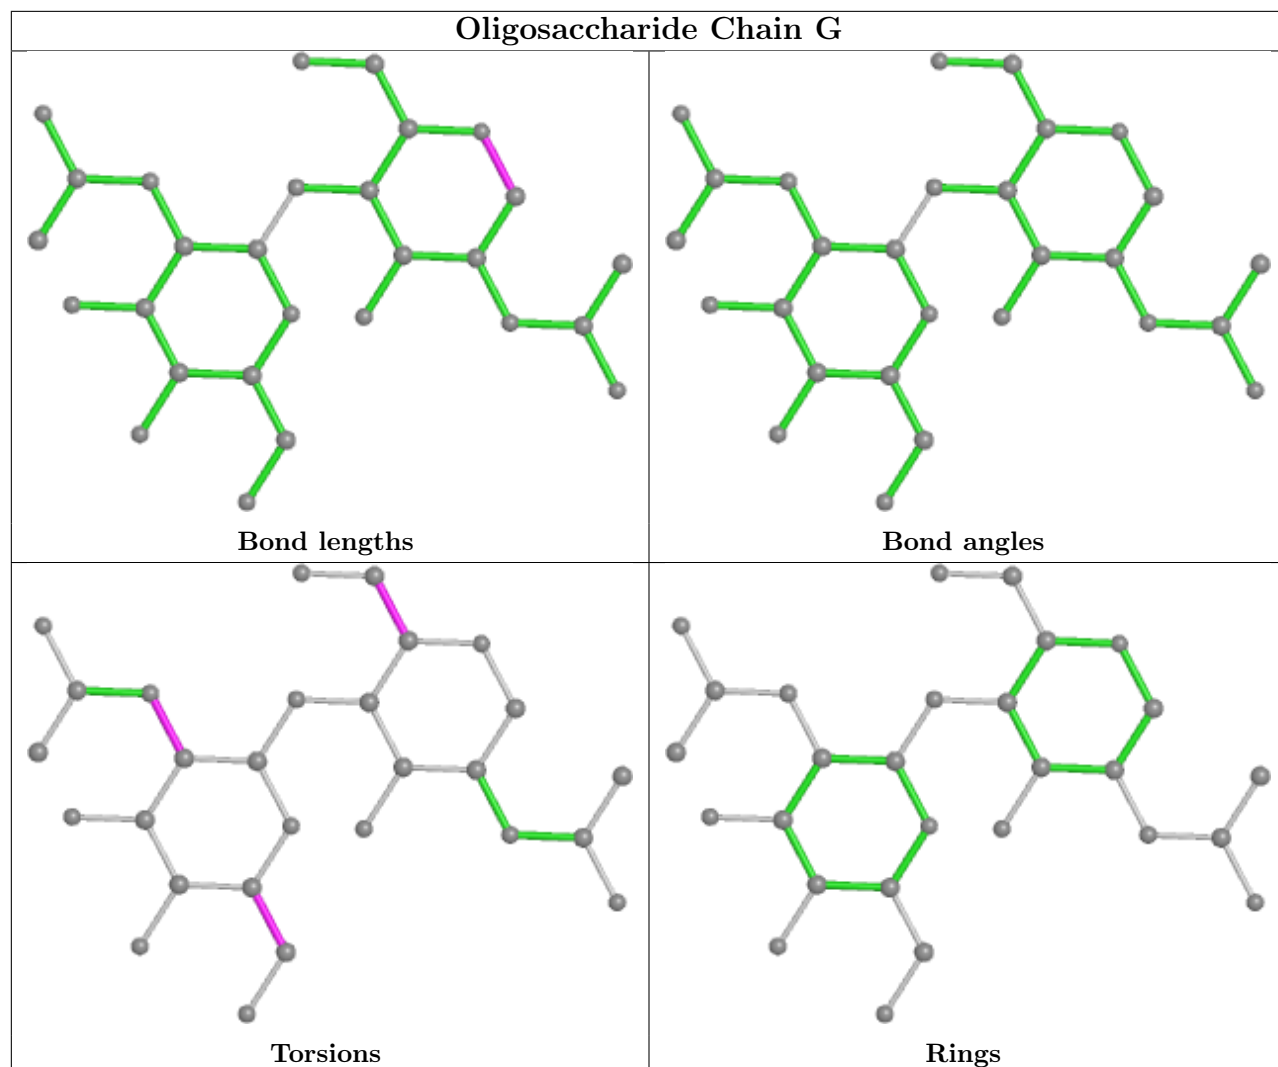 Oligosaccharide Chain G
Bond lengths
Bond angles
Torsions
Rings